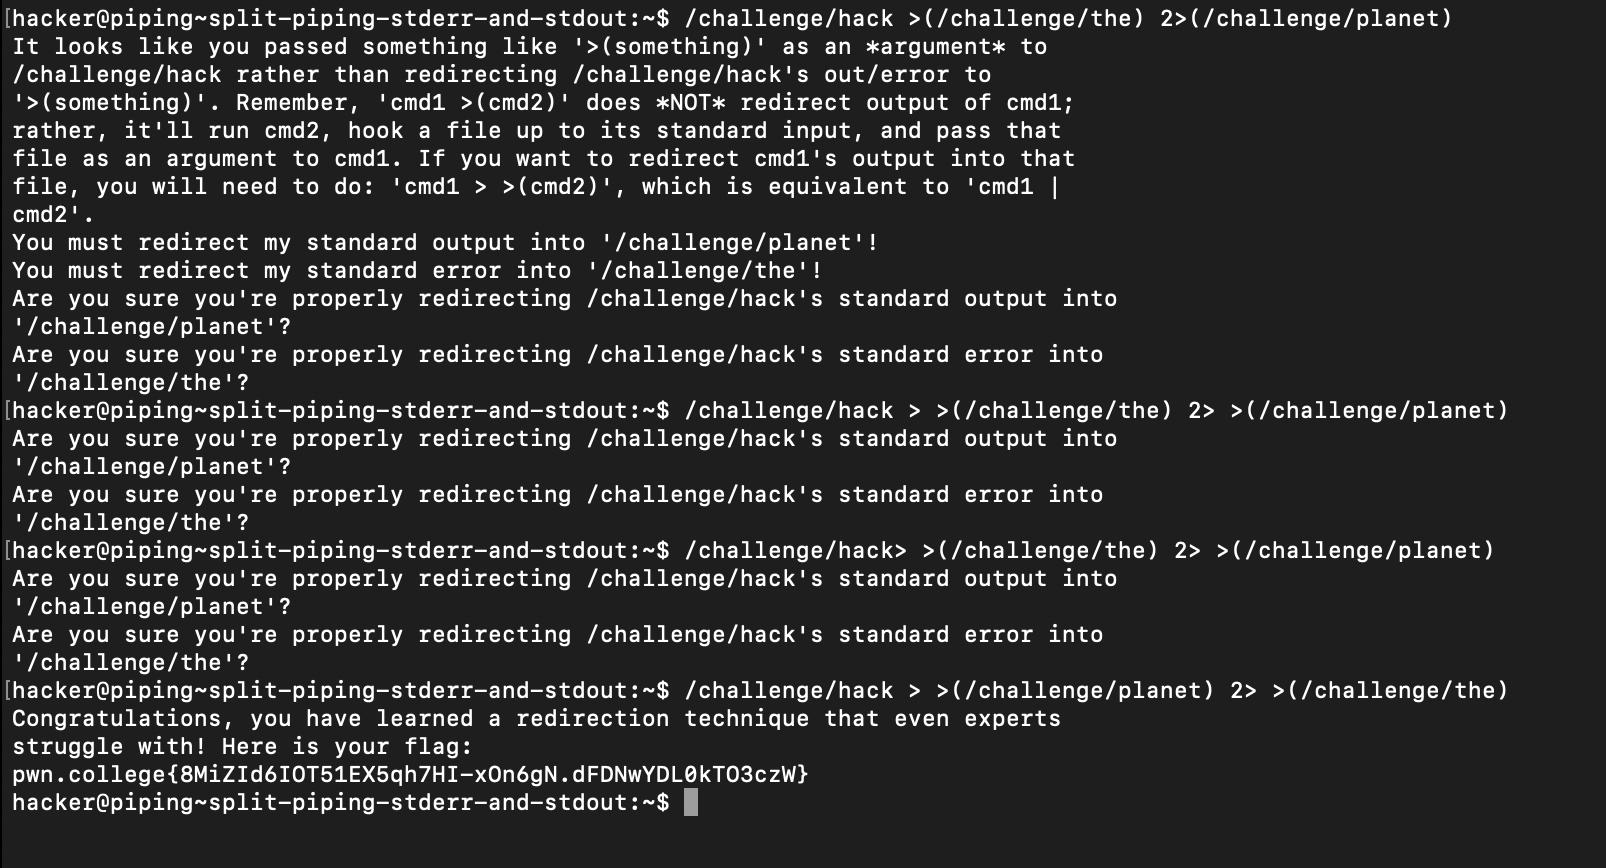 [hacker@piping~split-piping-stderr-and-stdout:~$ /challenge/hack >(/challenge/the) 2>(/challenge/planet)
It looks like you passed something like '>(something)' as an *argument* to
/challenge/hack rather than redirecting /challenge/hack's out/error to
'>(something)'. Remember, 'cmd1 >(cmd2)' does *NOT* redirect output of cmd1;
rather, it'll run cmd2, hook a file up to its standard input, and pass that
file as an argument to cmd1. If you want to redirect cmd1's output into that
file, you will need to do: 'cmd1 > >(cmd2)', which is equivalent to 'cmd1 |
cmd2'.
You must redirect my standard output into '/challenge/planet'!
You must redirect my standard error into '/challenge/the'!
Are you sure you're properly redirecting /challenge/hack's standard output into
'/challenge/planet'?
Are you sure you're properly redirecting /challenge/hack's standard error into
'/challenge/the'?
[hacker@piping~split-piping-stderr-and-stdout:~$ /challenge/hack > >(/challenge/the) 2> >(/challenge/planet)
Are you sure you're properly redirecting /challenge/hack's standard output into
'/challenge/planet'?
Are you sure you're properly redirecting /challenge/hack's standard error into
'/challenge/the'?
[hacker@piping~split-piping-stderr-and-stdout:~$ /challenge/hack> >(/challenge/the) 2> >(/challenge/planet)
Are you sure you're properly redirecting /challenge/hack's standard output into
'/challenge/planet'?
Are you sure you're properly redirecting /challenge/hack's standard error into
'/challenge/the'?
[hacker@piping~split-piping-stderr-and-stdout:~$ /challenge/hack > >(/challenge/planet) 2> >(/challenge/the)
Congratulations, you have learned a redirection technique that even experts
struggle with! Here is your flag:
pwn.college{8MiZId6IOT51EX5qh7HI-xOn6gN.dFDNwYDL0kTO3czW}
hacker@piping~split-piping-stderr-and-stdout:~$